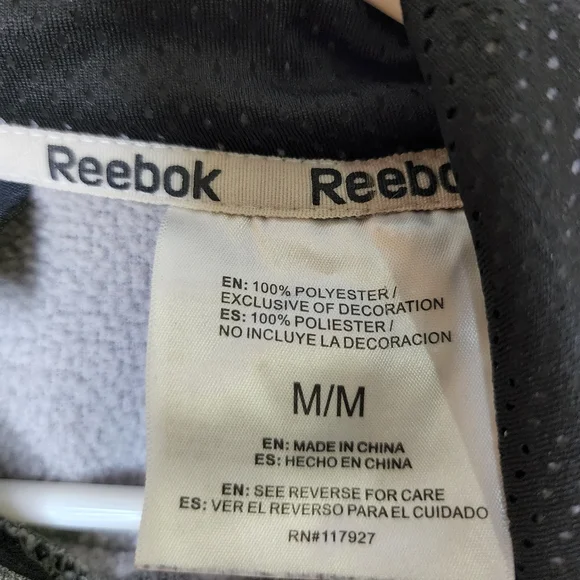 Reebok Reebo
EN: 100% POLYESTER /
EXCLUSIVE OF DECORATION
ES: 100% POLIESTER /
NO INCLUYE LA DECORACION
M/M
EN: MADE IN CHINA
ES: HECHO EN CHINA
EN: SEE REVERSE FOR CARE
ES: VER EL REVERSO PARA EL CUIDADO
RN#117927